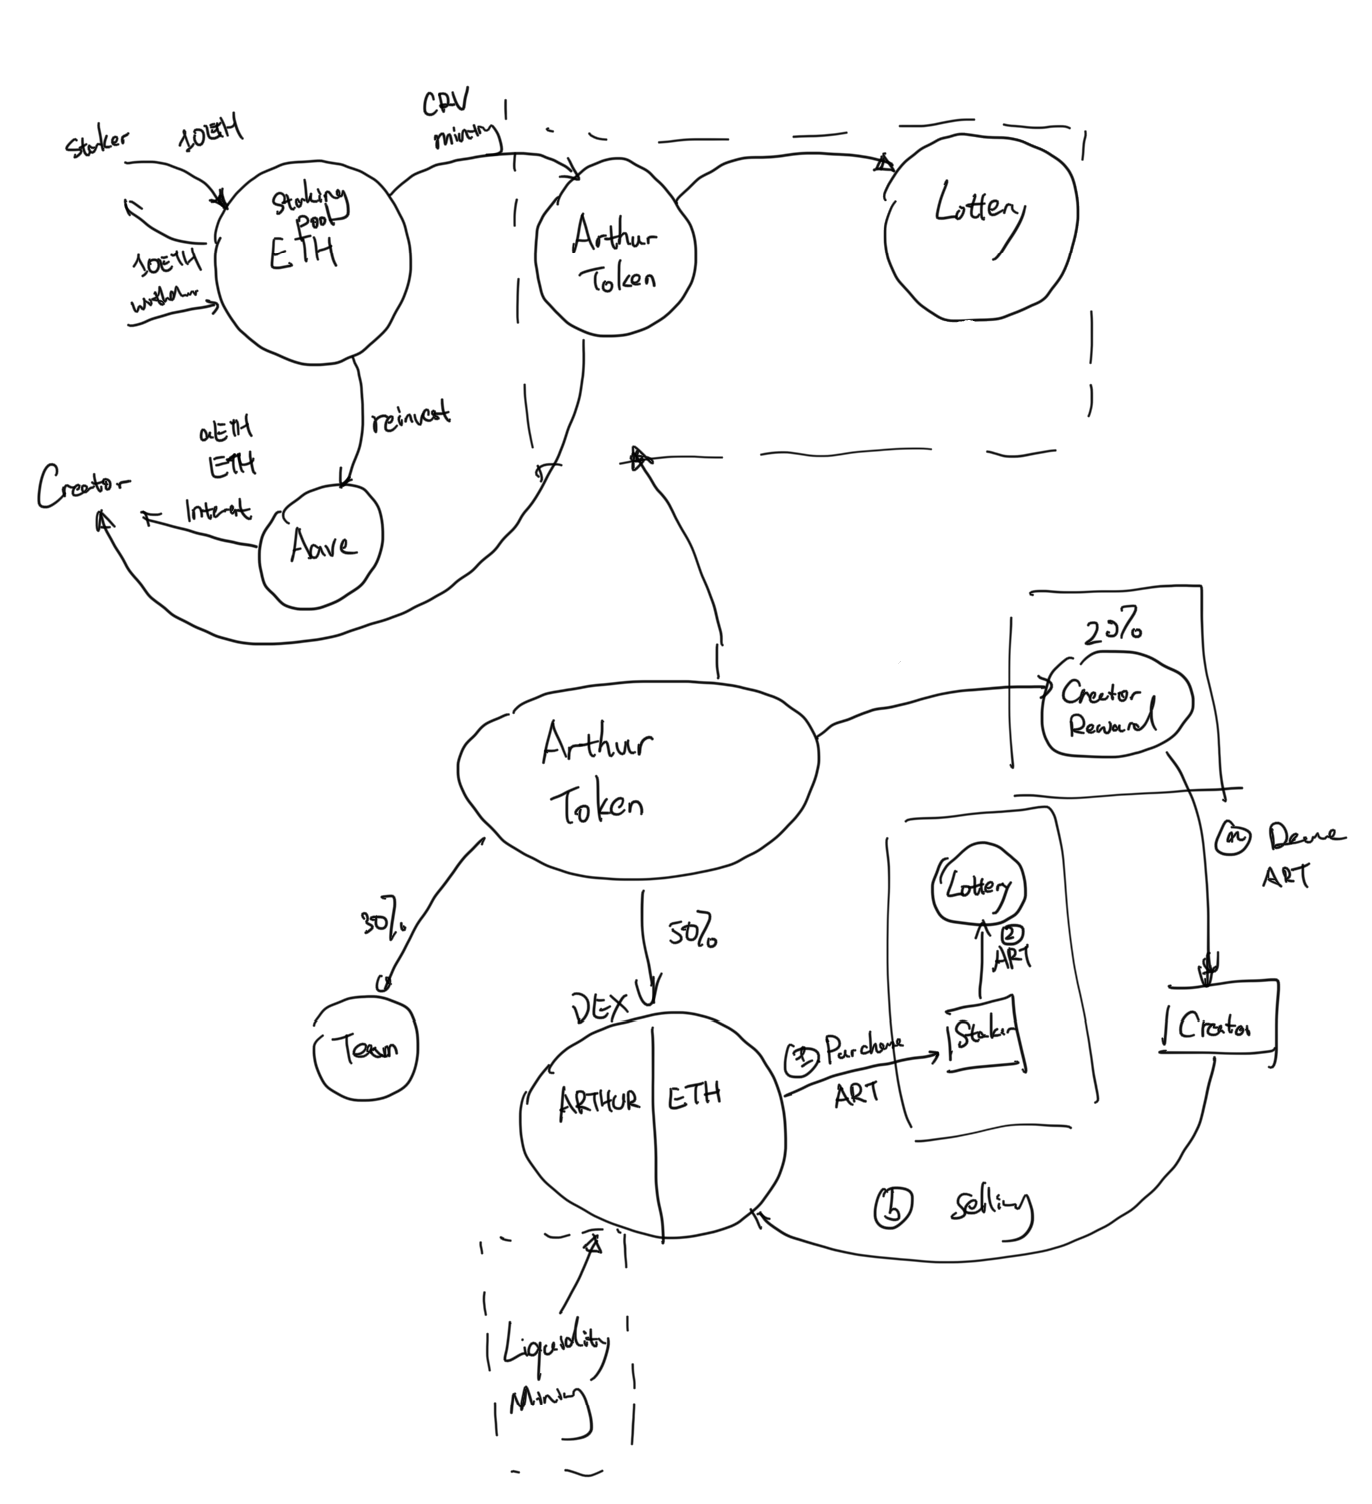 Staker
10ETH
CRV
minting
Staking
Pool
ETH
10ETH
withdraw
Arthur
Token
Lottery
reinvest
aETH
ETH
Creator
Interest
Aave
20%
Creator
Reward
Arthur
Token
ART
Lottery
②
ART
30%
50%
DEX
Team
ARTHUR
ETH
① Purchase
ART
Staker
Creator
ⓑ selling
Liquidity
Mining